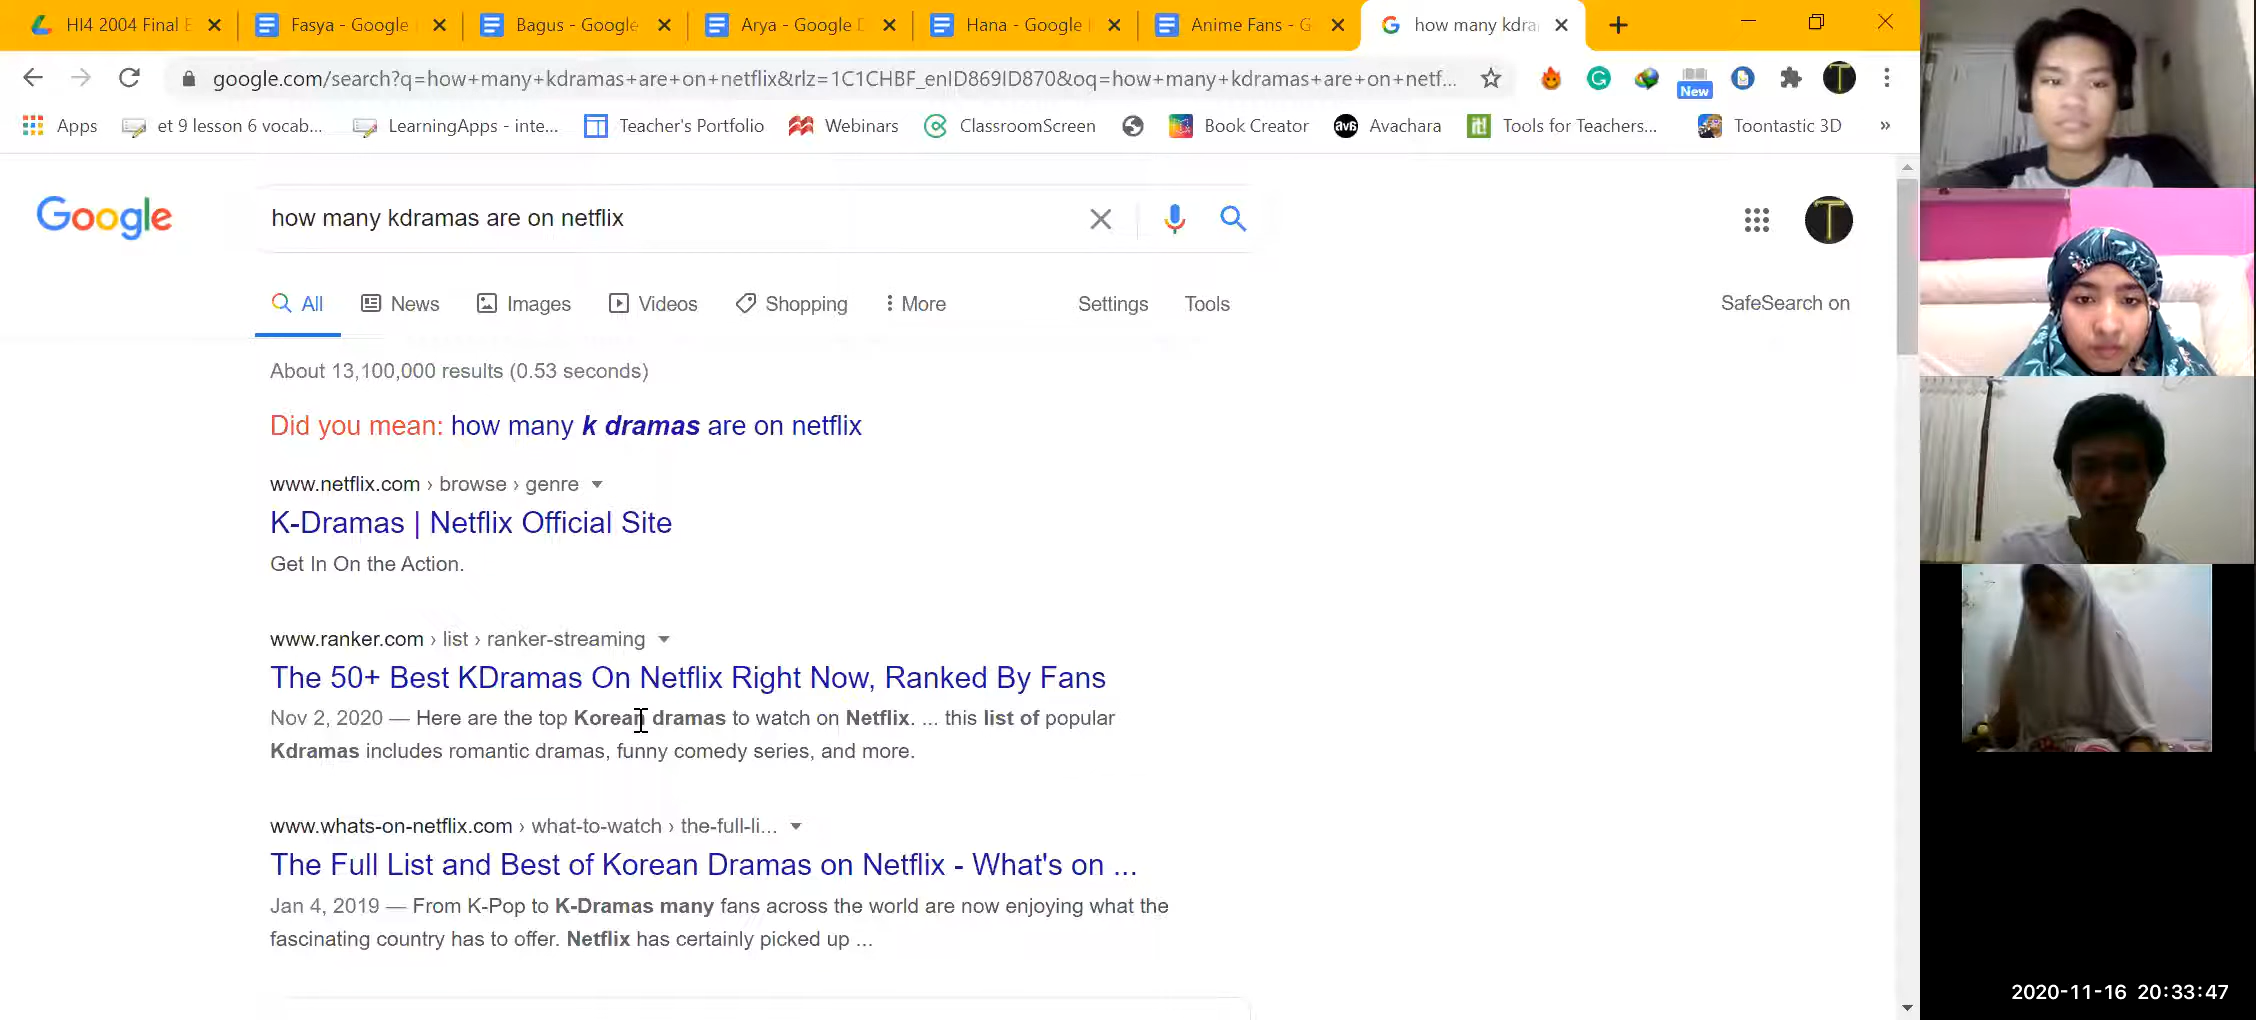 HI4 2004 Final E
Fasya - Google
Bagus - Google
Arya - Google D
Hana - Google
Anime Fans - G
how many kdra
google.com/search?q=how+many+kdramas+are+on+netflix&rlz=1C1CHBF_enID869ID870&oq=how+many+kdramas+are+on+netf...
New
T
Apps
et 9 lesson 6 vocab...
LearningApps - inte...
Teacher's Portfolio
Webinars
ClassroomScreen
Book Creator
Avachara
Tools for Teachers...
Toontastic 3D
»
Google
how many kdramas are on netflix
T
All
News
Images
Videos
Shopping
More
Settings
Tools
SafeSearch on
About 13,100,000 results (0.53 seconds)
Did you mean: how many k dramas are on netflix
www.netflix.com › browse › genre
K-Dramas | Netflix Official Site
Get In On the Action.
www.ranker.com › list › ranker-streaming
The 50+ Best KDramas On Netflix Right Now, Ranked By Fans
Nov 2, 2020 — Here are the top Korean dramas to watch on Netflix. ... this list of popular
Kdramas includes romantic dramas, funny comedy series, and more.
www.whats-on-netflix.com › what-to-watch › the-full-li...
The Full List and Best of Korean Dramas on Netflix - What's on ...
Jan 4, 2019 — From K-Pop to K-Dramas many fans across the world are now enjoying what the
fascinating country has to offer. Netflix has certainly picked up ...
2020-11-16 20:33:47